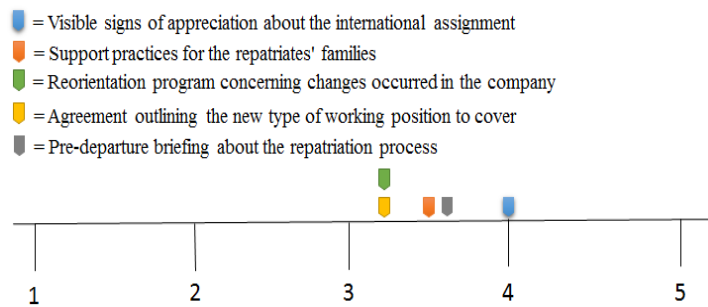 = Visible signs of appreciation about the international assignment
= Support practices for the repatriates' families
= Reorientation program concerning changes occurred in the company
= Agreement outlining the new type of working position to cover
= Pre-departure briefing about the repatriation process
1 2 3 4 5